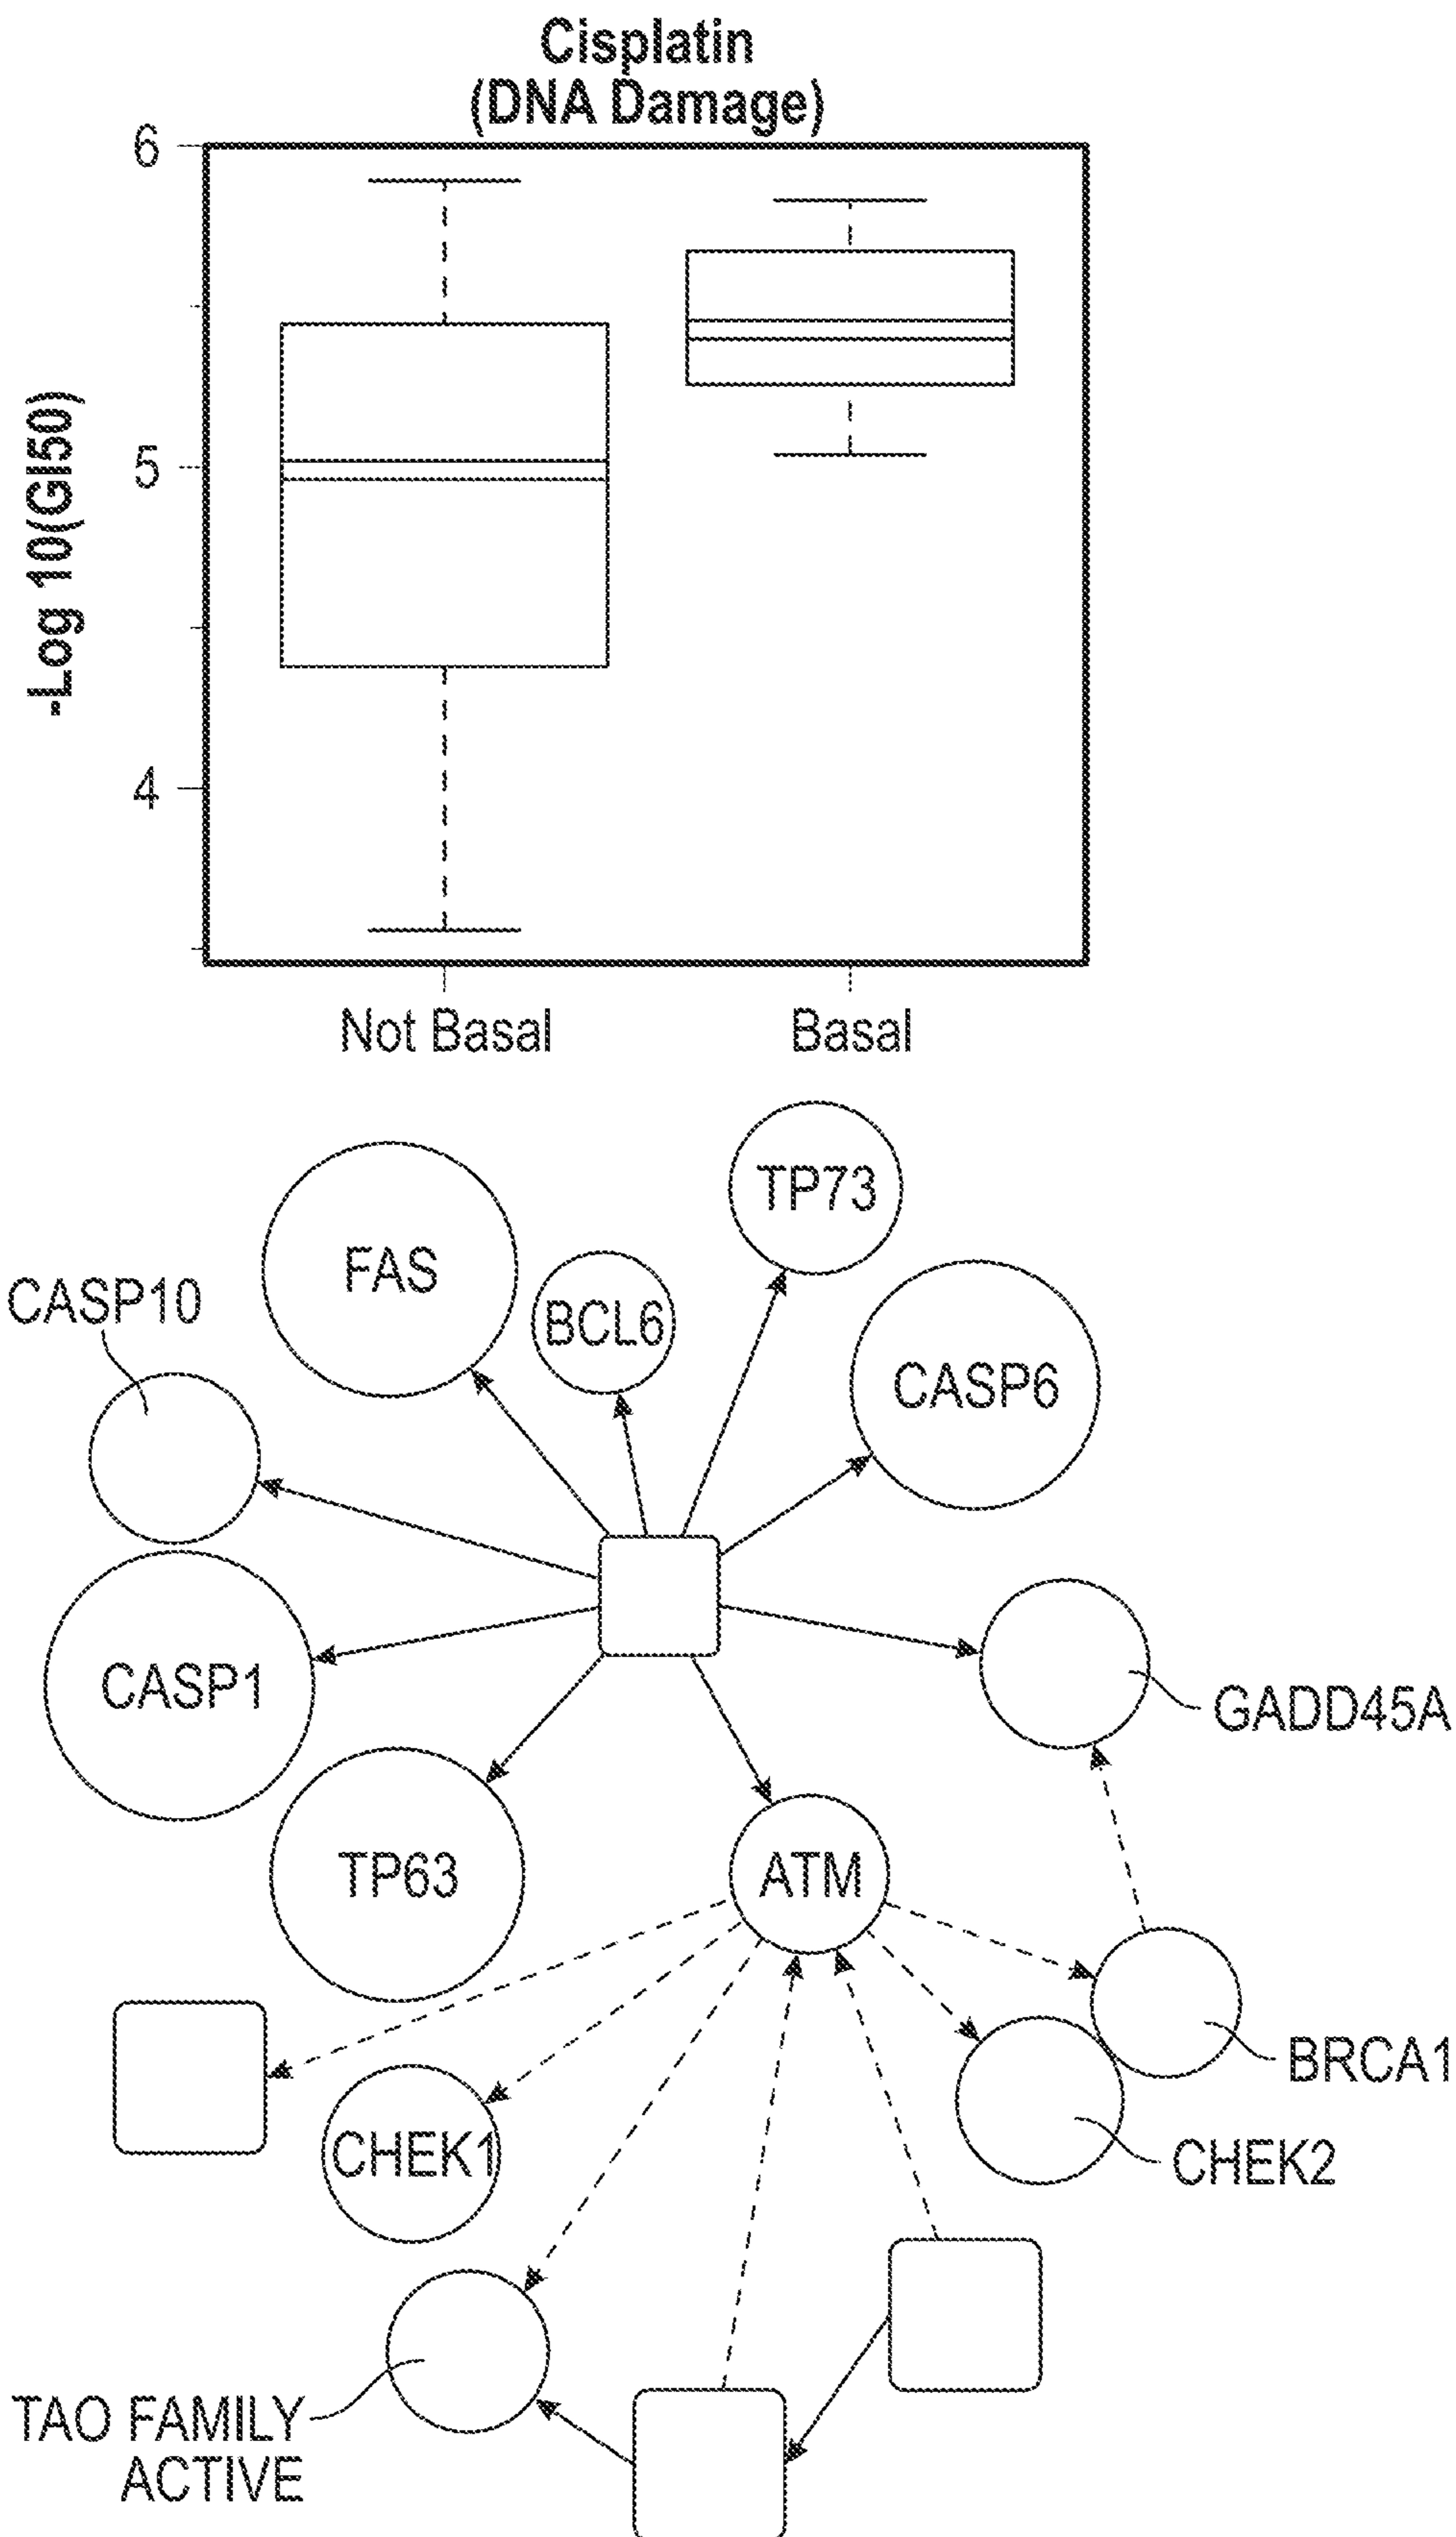 Cisplatin
(DNA Damage)
6
5
4
-Log 10(GI50)
Not Basal
Basal
TP73
FAS
CASP10
BCL6
CASP6
CASP1
GADD45A
TP63
ATM
BRCA1
CHEK1
CHEK2
TAO FAMILY
ACTIVE